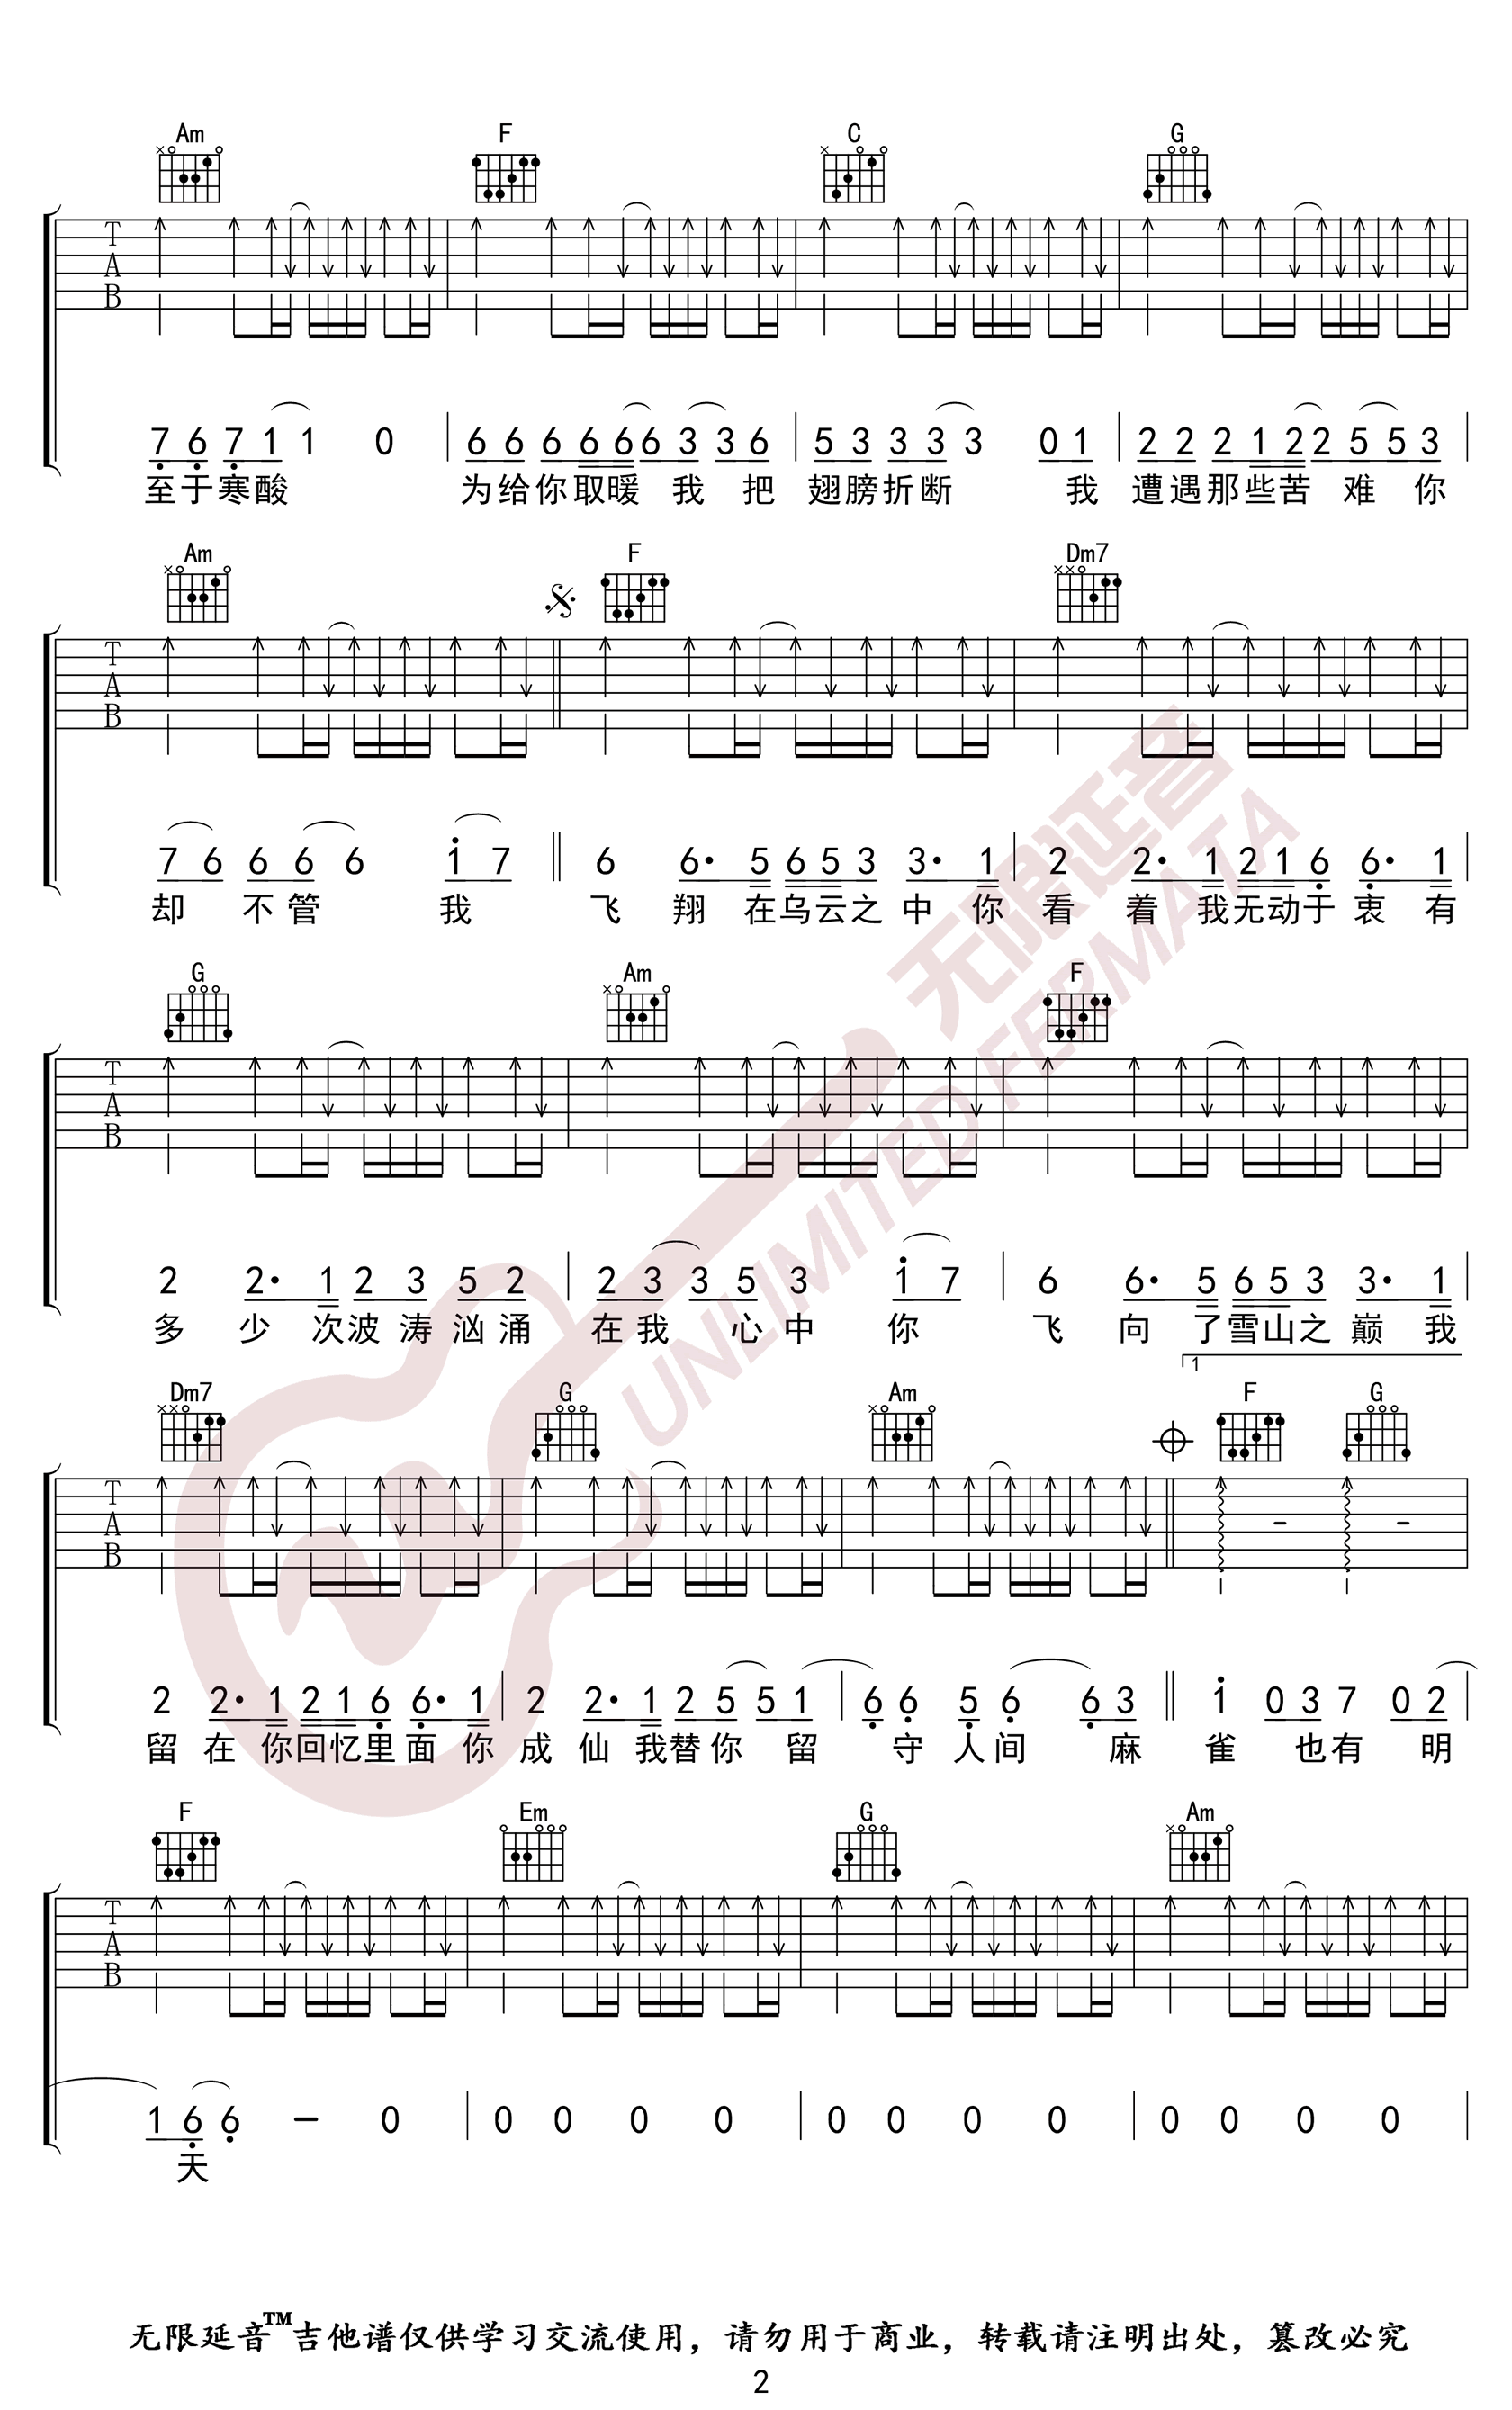 Am F C G
T
A
B
7 6 7 1 1 0 6 6 6 6 6 6 3 3 6 5 3 3 3 3 0 1 2 2 2 1 2 2 5 5 3
至于寒酸 为给你取暖 我 把 翅膀折断 我 遭遇那些苦 难 你
Am F Dm7
T
A
B
7 6 6 6 6 1 7 6 6· 5 6 5 3 3· 1 2 2· 1 2 1 6 6· 1
却 不管 我 飞 翔 在乌云之 中 你 看 着 我无动于 衷 有
G Am F
T
A
B
2 2· 1 2 3 5 2 2 3 3 5 3 1 7 6 6· 5 6 5 3 3· 1
多 少 次波 涛 汹 涌 在我 心 中 你 飞 向 了雪山之 巅 我
1
Dm7 G Am F G
T
A
B
2 2· 1 2 1 6 6· 1 2 2· 1 2 5 5 1 6 6 5 6 6 3 1 0 3 7 0 2
留 在 你回忆里 面 你 成 仙 我替你 留 守 人间 麻 雀 也有 明
F Em G Am
T
A
B
1 6 6 – 0 0 0 0 0 0 0 0 0 0 0 0 0
天
无限延音
UNLIMITED FERMATA
无限延音™吉他谱仅供学习交流使用，请勿用于商业，转载请注明出处，篡改必究
2